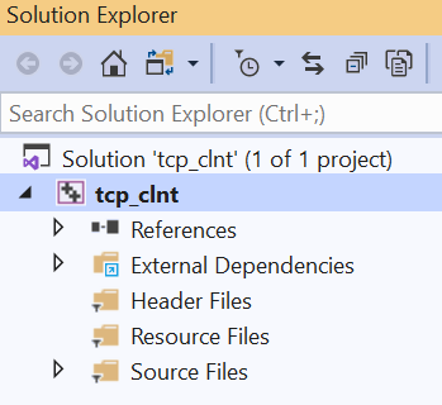 Solution Explorer
Search Solution Explorer (Ctrl+;)
Solution 'tcp_clnt' (1 of 1 project)
tcp_clnt
References
External Dependencies
Header Files
Resource Files
Source Files